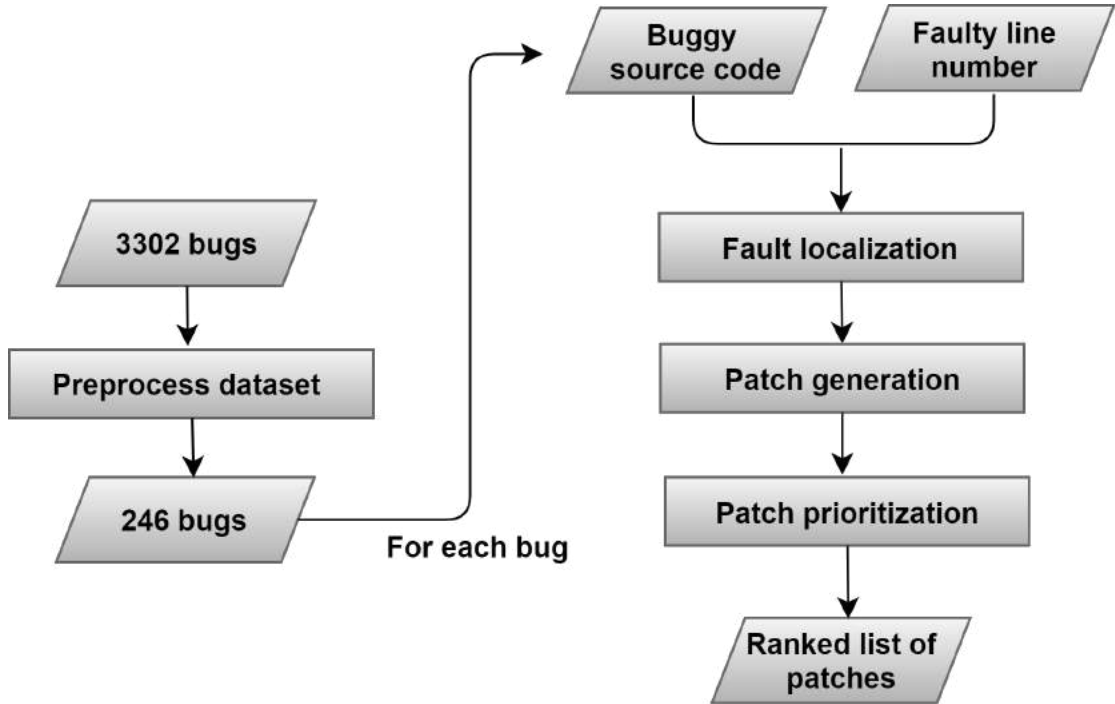 3302 bugs
Preprocess dataset
246 bugs
For each bug
Buggy
source code
Faulty line
number
Fault localization
Patch generation
Patch prioritization
Ranked list of
patches